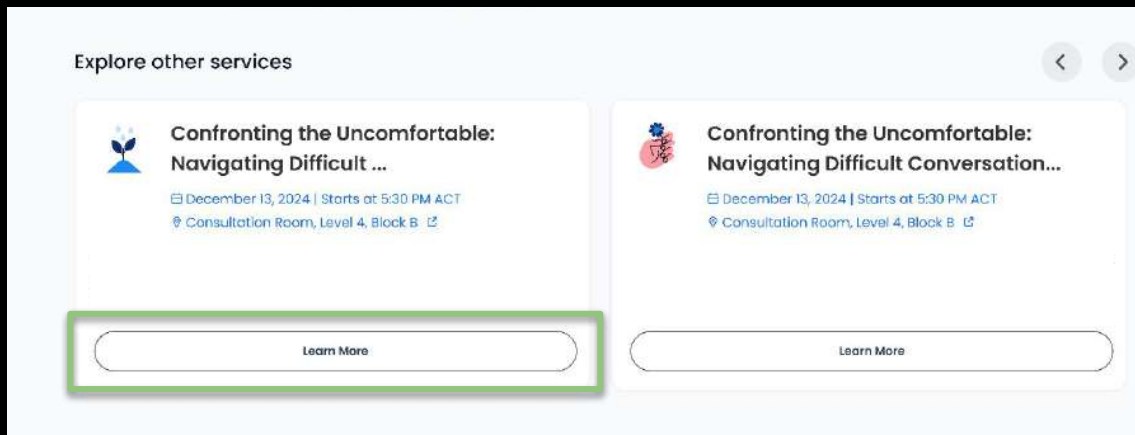 Explore other services
Confronting the Uncomfortable:
Navigating Difficult ...
December 13, 2024 | Starts at 5:30 PM ACT
Consultation Room, Level 4, Block B
Learn More
Confronting the Uncomfortable:
Navigating Difficult Conversation...
December 13, 2024 | Starts at 5:30 PM ACT
Consultation Room, Level 4, Block B
Learn More